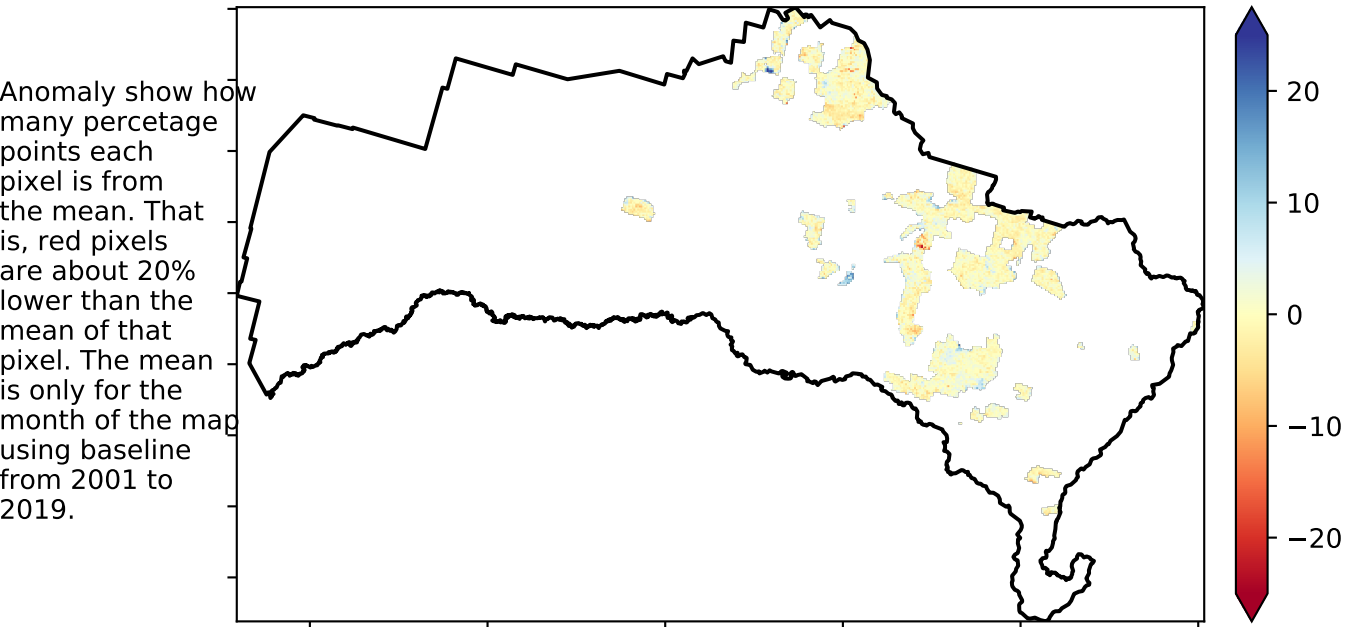 Anomaly show how
many percetage
points each
pixel is from
the mean. That
is, red pixels
are about 20%
lower than the
mean of that
pixel. The mean
is only for the
month of the map
using baseline
from 2001 to
2019.
20
10
0
−10
−20